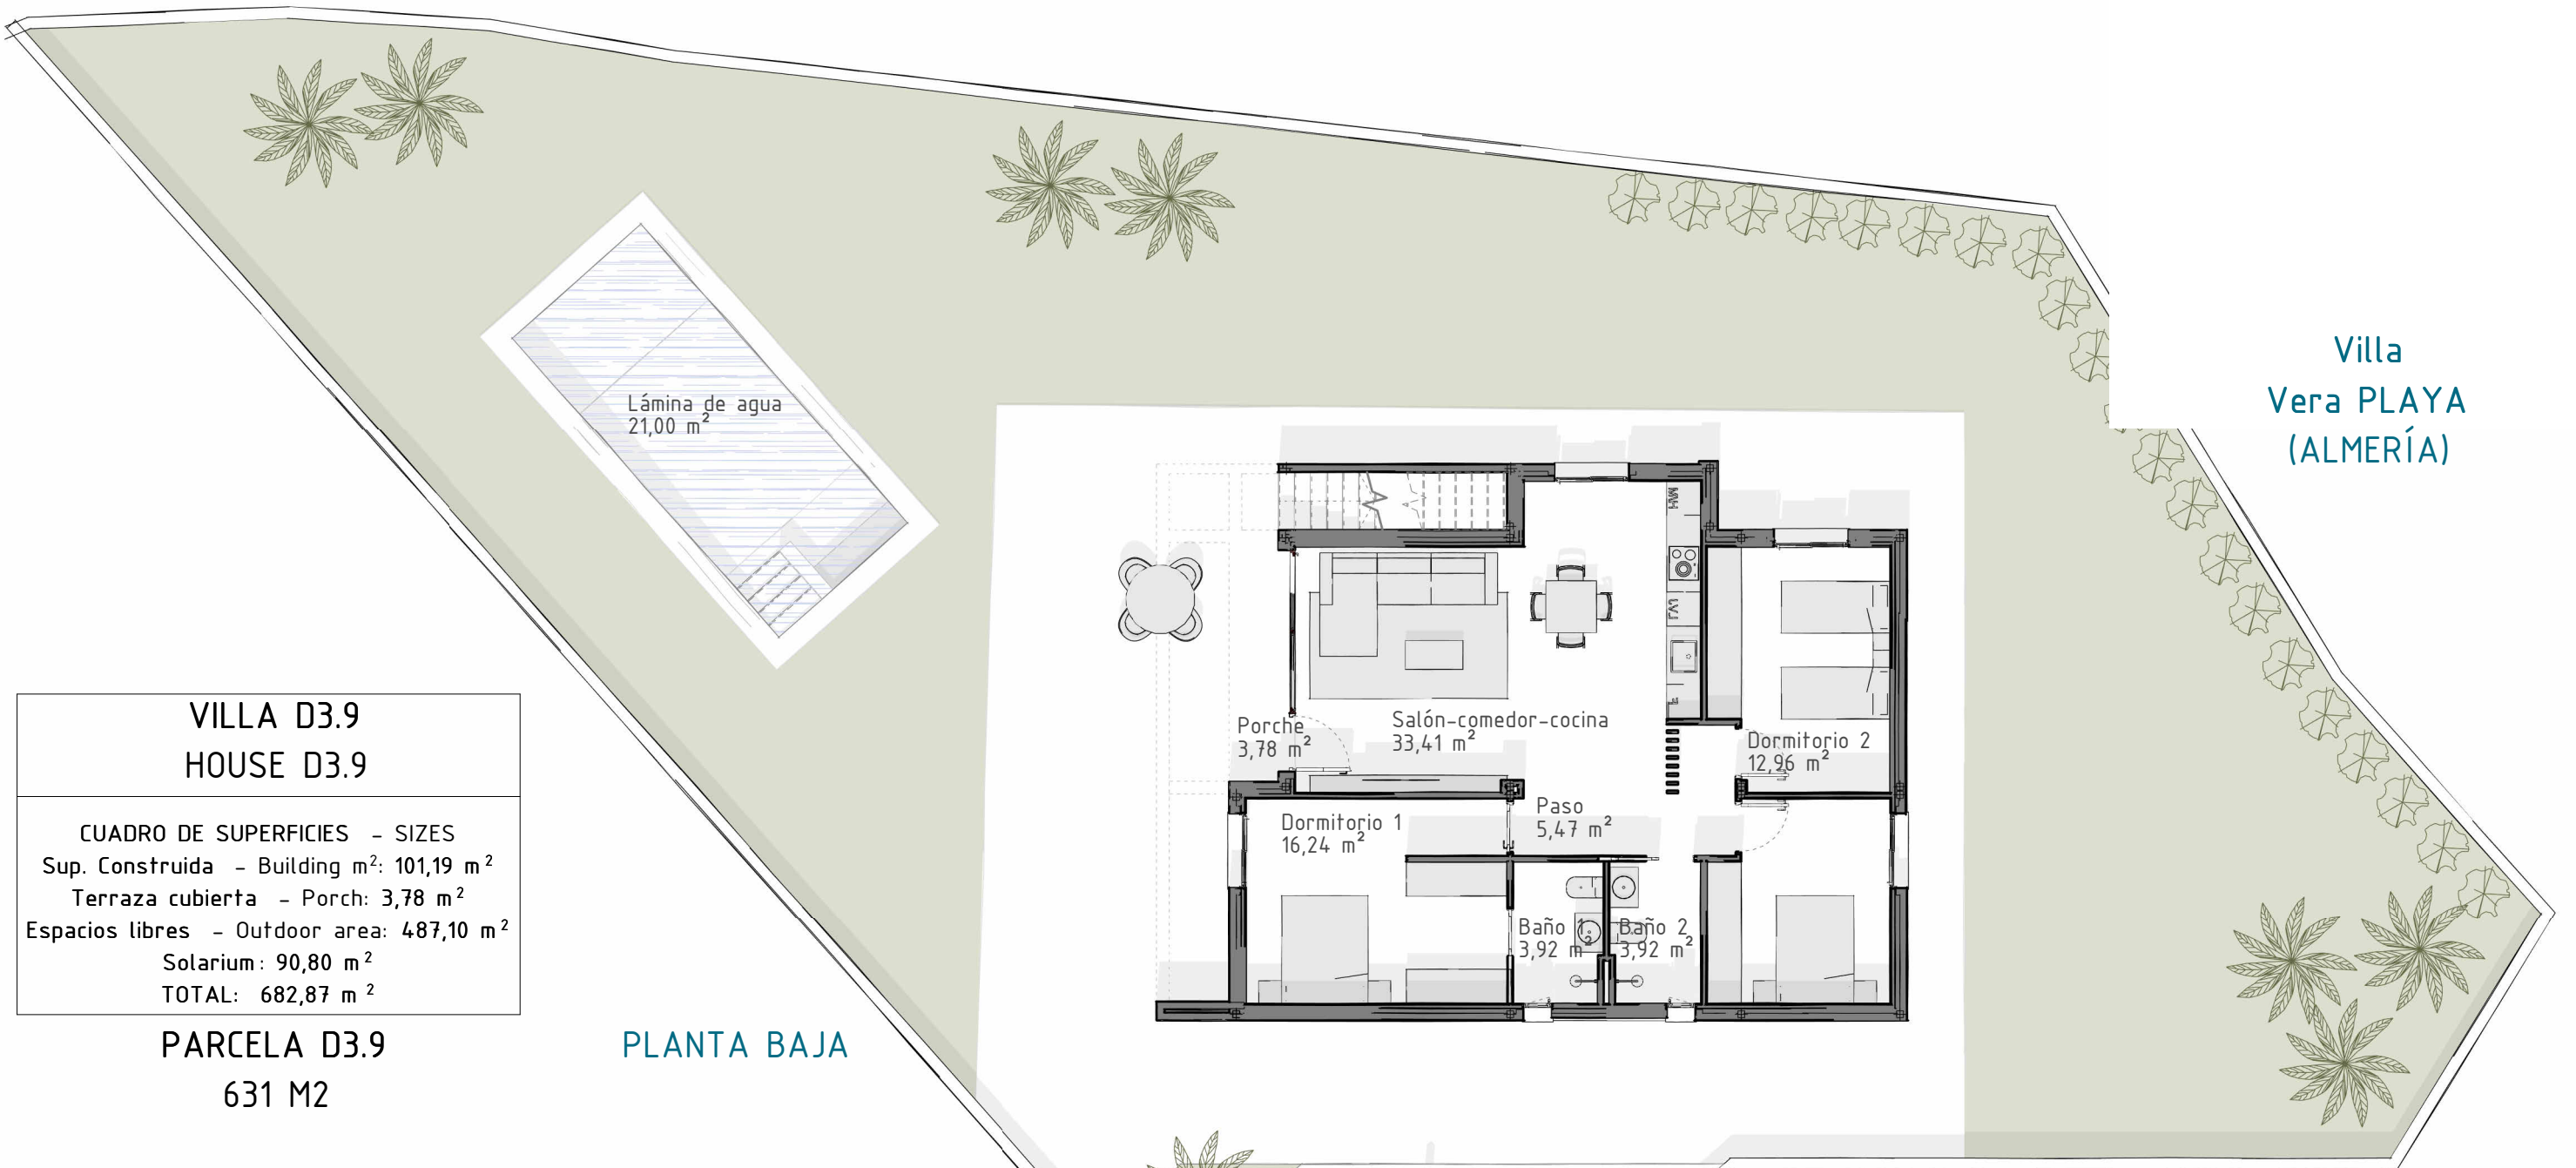 Villa
Vera PLAYA
(ALMERÍA)
Lámina de agua
21,00 m²
Porche
3,78 m²
Salón-comedor-cocina
33,41 m²
Dormitorio 2
12,96 m²
Paso
5,47 m²
Dormitorio 1
16,24 m²
Baño 1
3,92 m²
Baño 2
3,92 m²
VILLA D3.9
HOUSE D3.9
CUADRO DE SUPERFICIES - SIZES
Sup. Construida - Building m²: 101,19 m²
Terraza cubierta - Porch: 3,78 m²
Espacios libres - Outdoor area: 487,10 m²
Solarium: 90,80 m²
TOTAL: 682,87 m²
PARCELA D3.9
631 M2
PLANTA BAJA